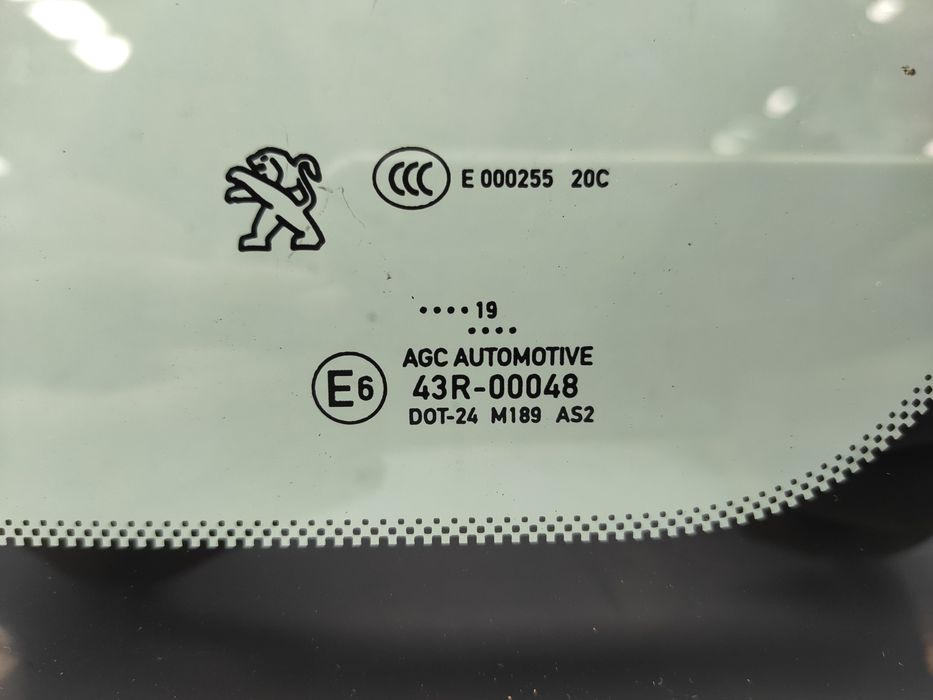 CCC E 000255 20C
•••• 19
••••
E6
AGC AUTOMOTIVE
43R-00048
DOT-24 M189 AS2